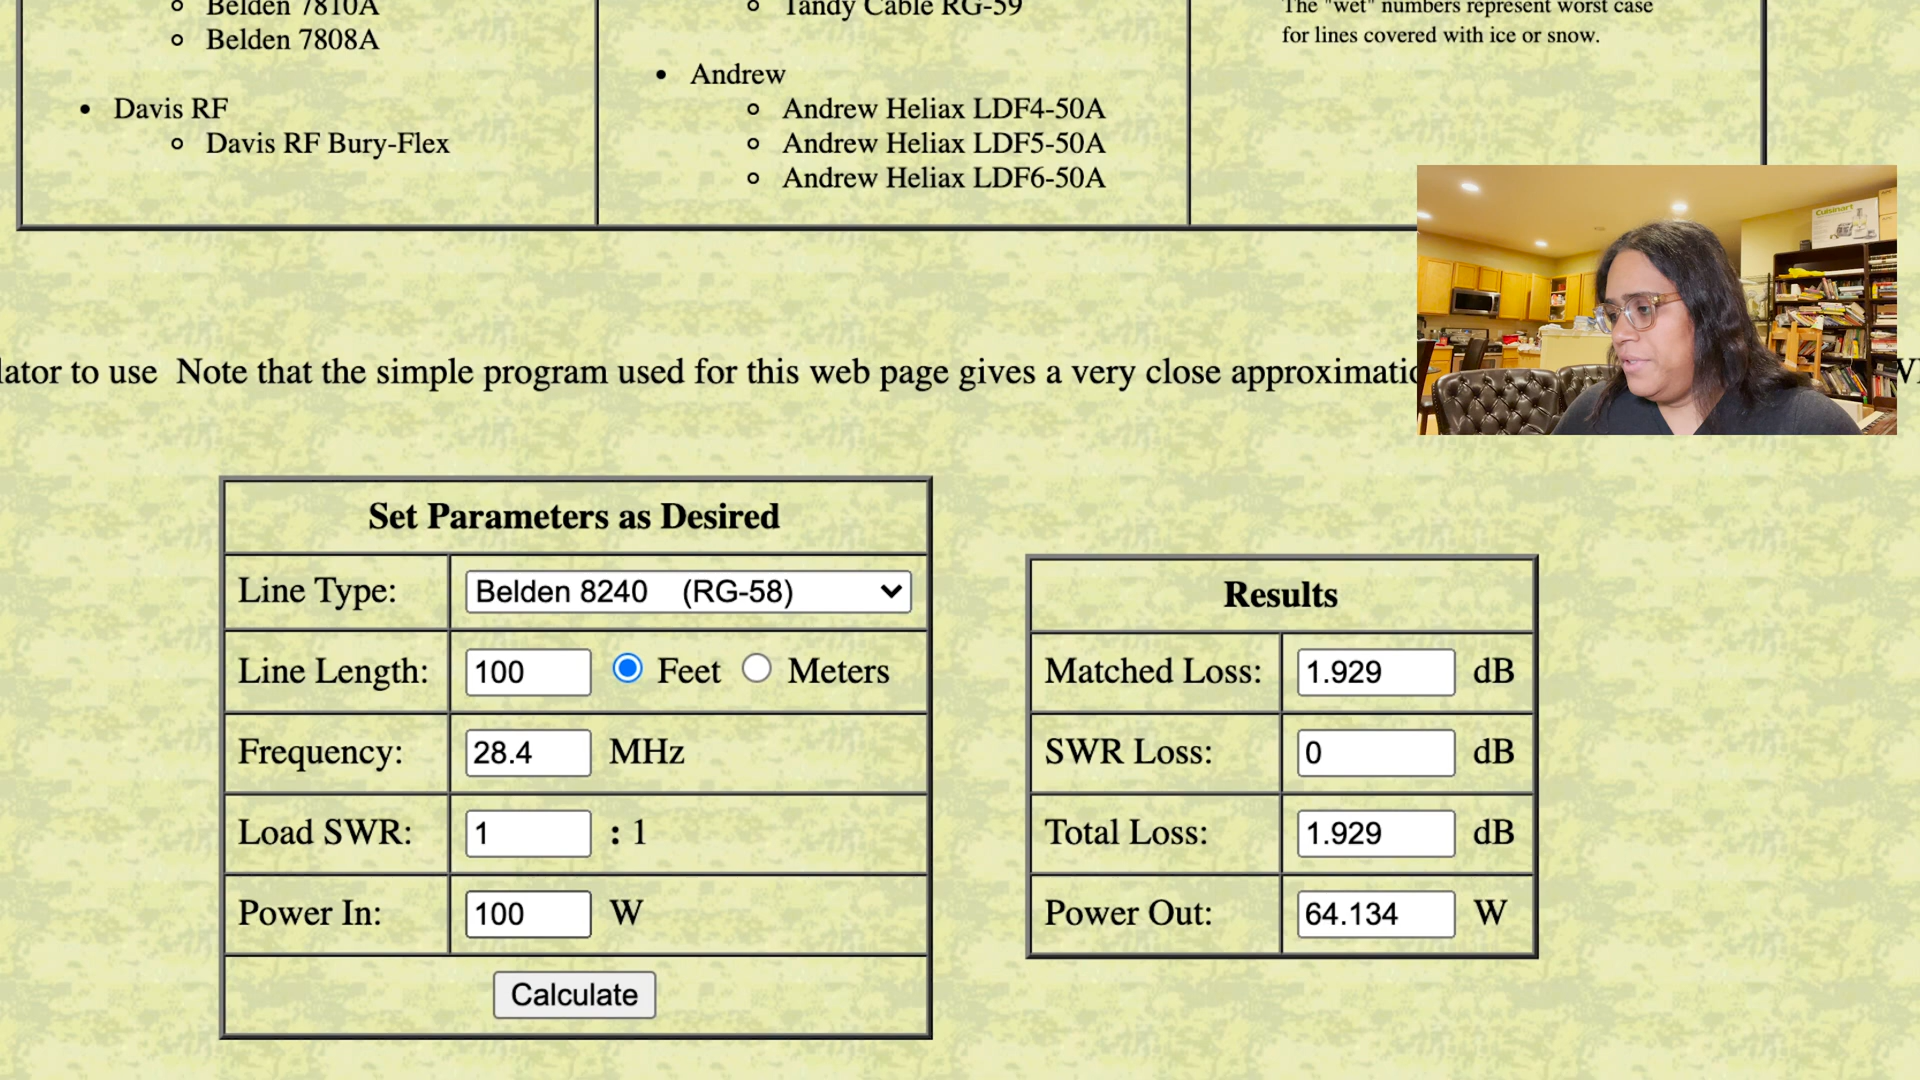 Belden 7810A
Belden 7808A
Davis RF
Davis RF Bury-Flex
Tandy Cable RG-59
Andrew
Andrew Heliax LDF4-50A
Andrew Heliax LDF5-50A
Andrew Heliax LDF6-50A
The "wet" numbers represent worst case
for lines covered with ice or snow.
Cuisinart
to use Note that the simple program used for this web page gives a very close
Set Parameters as Desired
Line Type: Belden 8240 (RG-58)
Line Length: 100 Feet Meters
Frequency: 28.4 MHz
Load SWR: 1 : 1
Power In: 100 W
Calculate
Results
Matched Loss: 1.929 dB
SWR Loss: 0 dB
Total Loss: 1.929 dB
Power Out: 64.134 W